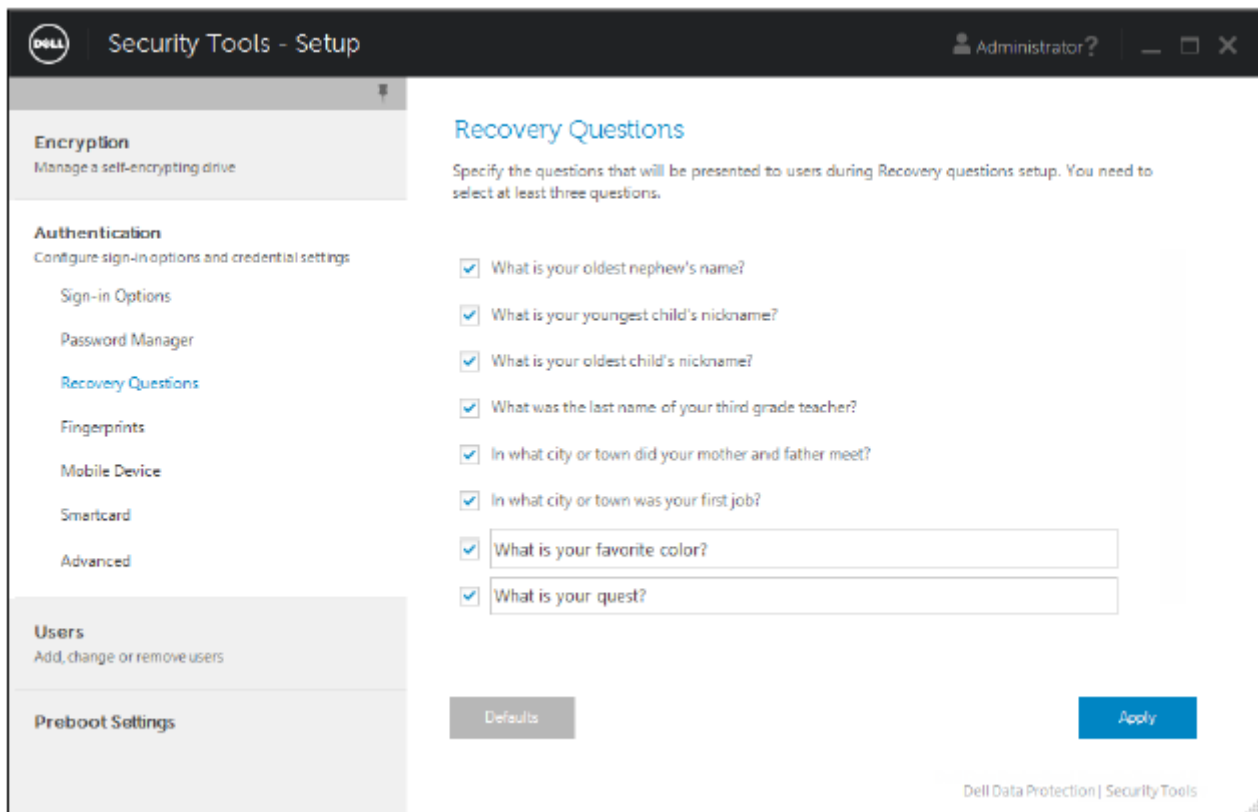 DELL
Security Tools - Setup
Administrator ?
Encryption
Manage a self-encrypting drive
Authentication
Configure sign-in options and credential settings
Sign-in Options
Password Manager
Recovery Questions
Fingerprints
Mobile Device
Smartcard
Advanced
Users
Add, change or remove users
Preboot Settings
Recovery Questions
Specify the questions that will be presented to users during Recovery questions setup. You need to
select at least three questions.
What is your oldest nephew's name?
What is your youngest child's nickname?
What is your oldest child's nickname?
What was the last name of your third grade teacher?
In what city or town did your mother and father meet?
In what city or town was your first job?
What is your favorite color?
What is your quest?
Defaults
Apply
Dell Data Protection | Security Tools